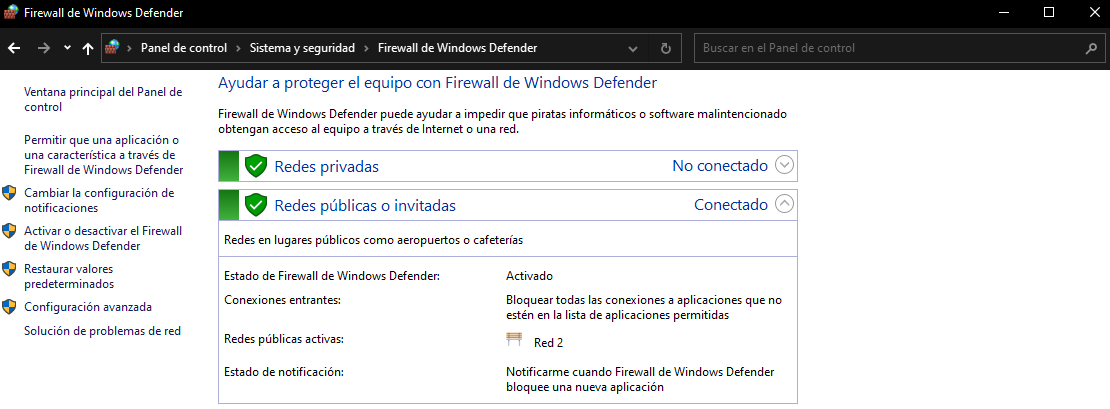 Firewall de Windows Defender
Panel de control
Sistema y seguridad
Firewall de Windows Defender
Buscar en el Panel de control
Ventana principal del Panel de
control
Permitir que una aplicación o
una característica a través de
Firewall de Windows Defender
Cambiar la configuración de
notificaciones
Activar o desactivar el Firewall
de Windows Defender
Restaurar valores
predeterminados
Configuración avanzada
Solución de problemas de red
Ayudar a proteger el equipo con Firewall de Windows Defender
Firewall de Windows Defender puede ayudar a impedir que piratas informáticos o software malintencionado
obtengan acceso al equipo a través de Internet o una red.
Redes privadas
No conectado
Redes públicas o invitadas
Conectado
Redes en lugares públicos como aeropuertos o cafeterías
Estado de Firewall de Windows Defender:
Activado
Conexiones entrantes:
Bloquear todas las conexiones a aplicaciones que no
estén en la lista de aplicaciones permitidas
Redes públicas activas:
Red 2
Estado de notificación:
Notificarme cuando Firewall de Windows Defender
bloquee una nueva aplicación